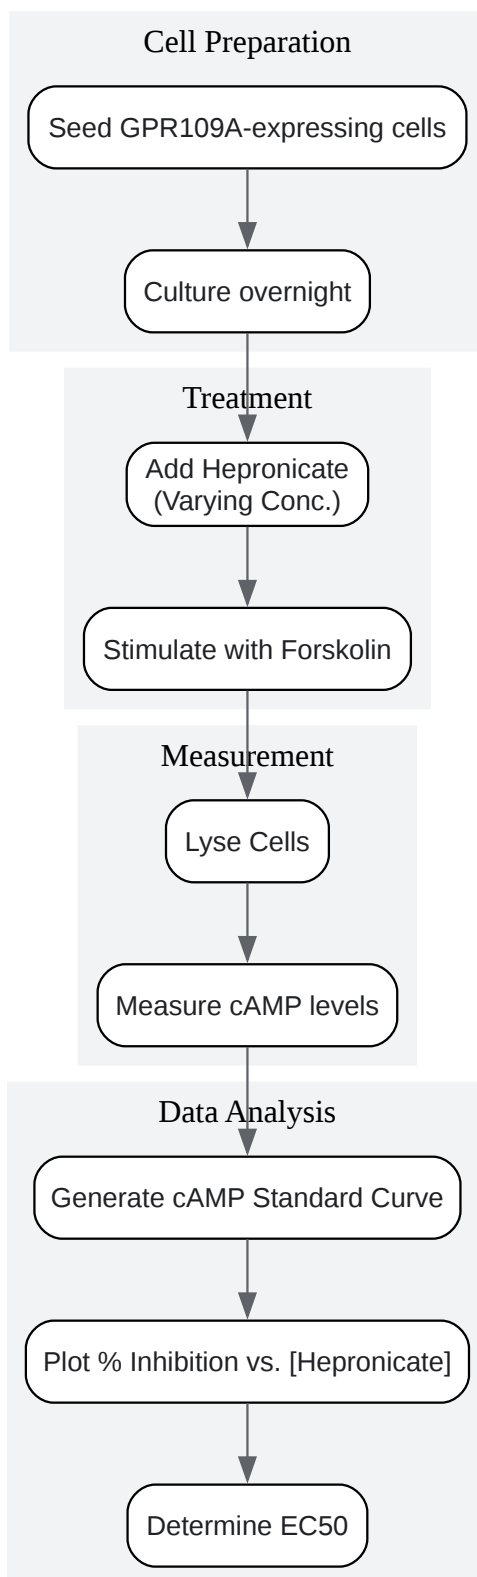 Cell Preparation
Seed GPR109A-expressing cells
Culture overnight
Treatment
Add Hepronicate
(Varying Conc.)
Stimulate with Forskolin
Measurement
Lyse Cells
Measure cAMP levels
Data Analysis
Generate cAMP Standard Curve
Plot % Inhibition vs. [Hepronicate]
Determine EC50